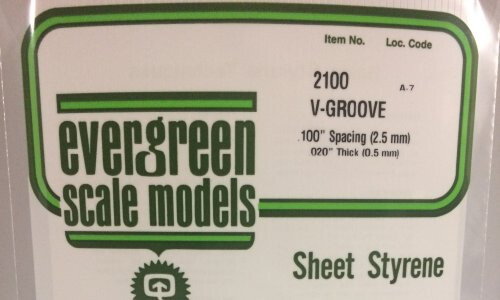 Item No. Loc. Code
2100 A.7
V-GROOVE
.100" Spacing (2.5 mm)
.020" Thick (0.5 mm)
evergreen
scale models
Sheet Styrene